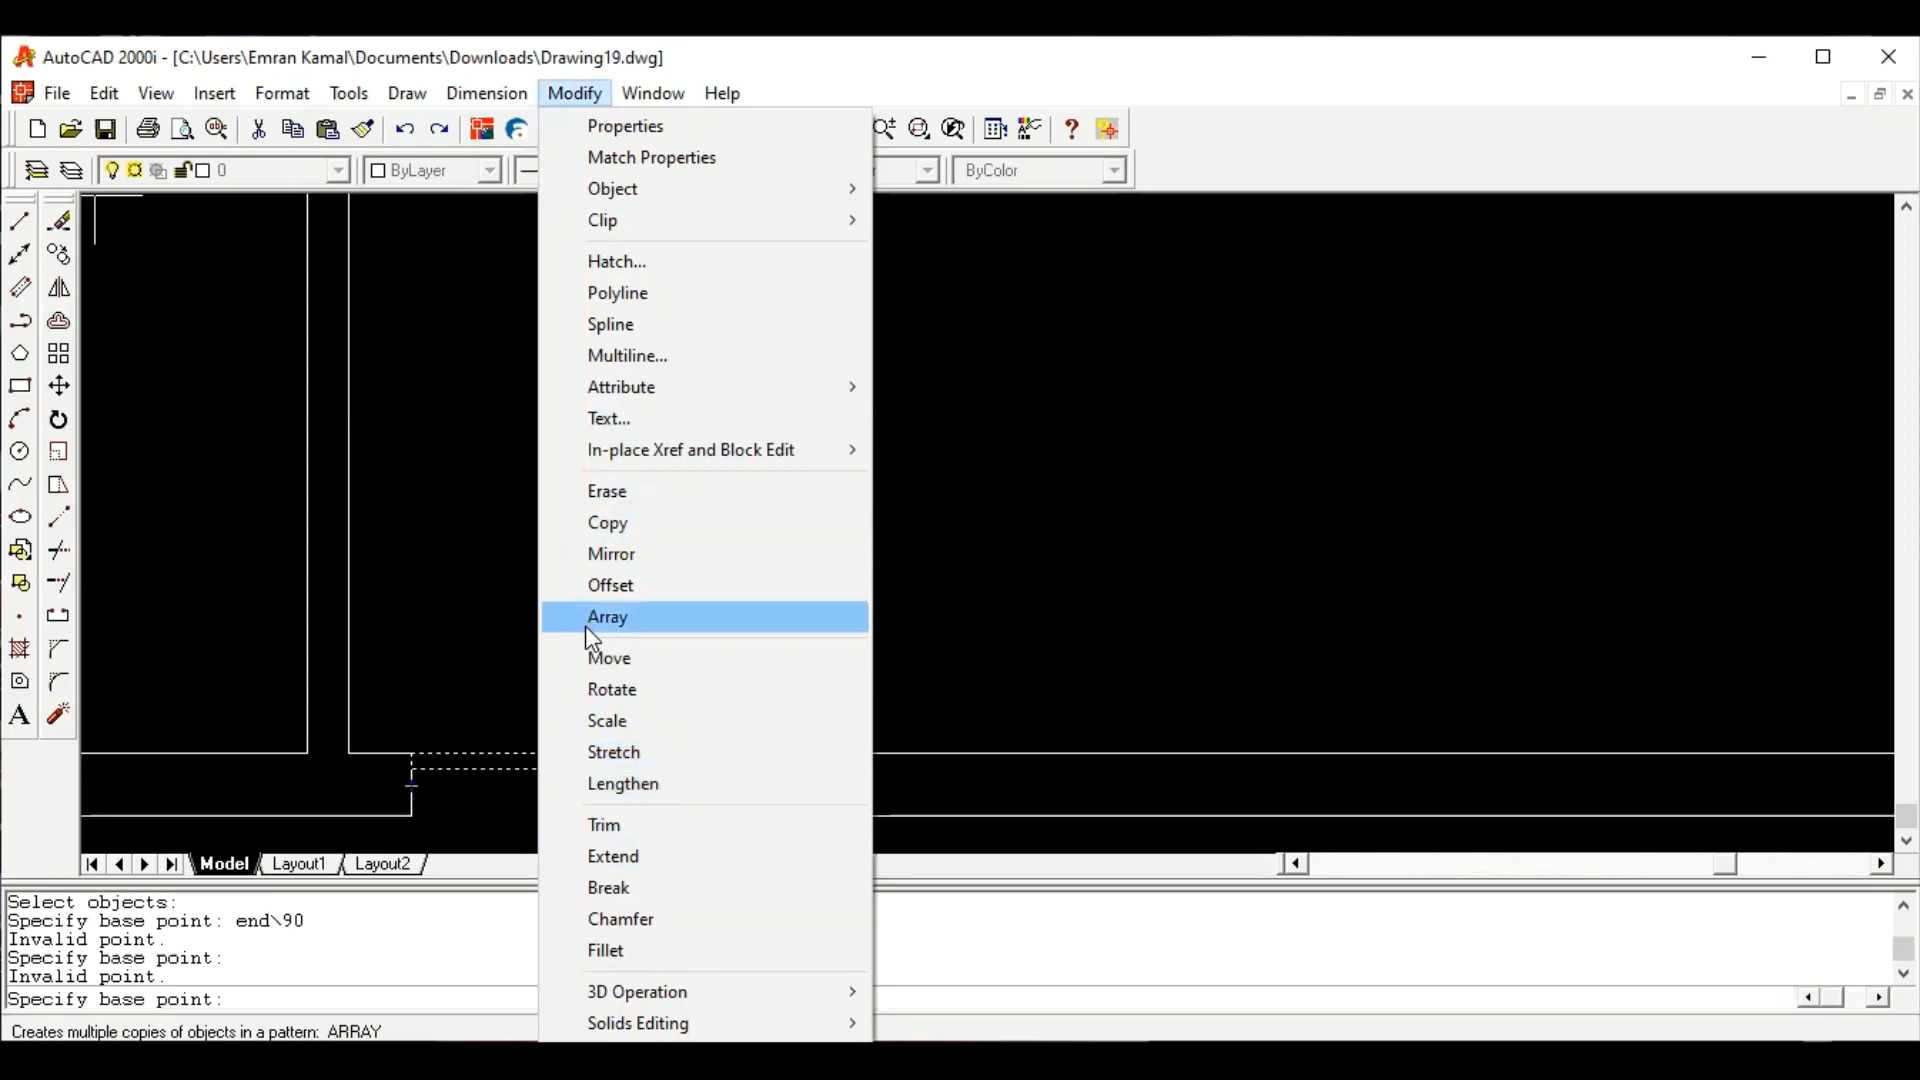 AutoCAD 2000i - [C:\Users\Emran Kamal\Documents\Downloads\Drawing19.dwg]
File Edit View Insert Format Tools Draw Dimension Modify Window Help
0 ByLayer ByColor
Properties
Match Properties
Object
Clip
Hatch...
Polyline
Spline
Multiline...
Attribute
Text...
In-place Xref and Block Edit
Erase
Copy
Mirror
Offset
Array
Move
Rotate
Scale
Stretch
Lengthen
Trim
Extend
Break
Chamfer
Fillet
3D Operation
Solids Editing
A
Model Layout1 Layout2
Select objects:
Specify base point: end\90
Invalid point.
Specify base point:
Invalid point.
Specify base point:
Creates multiple copies of objects in a pattern: ARRAY